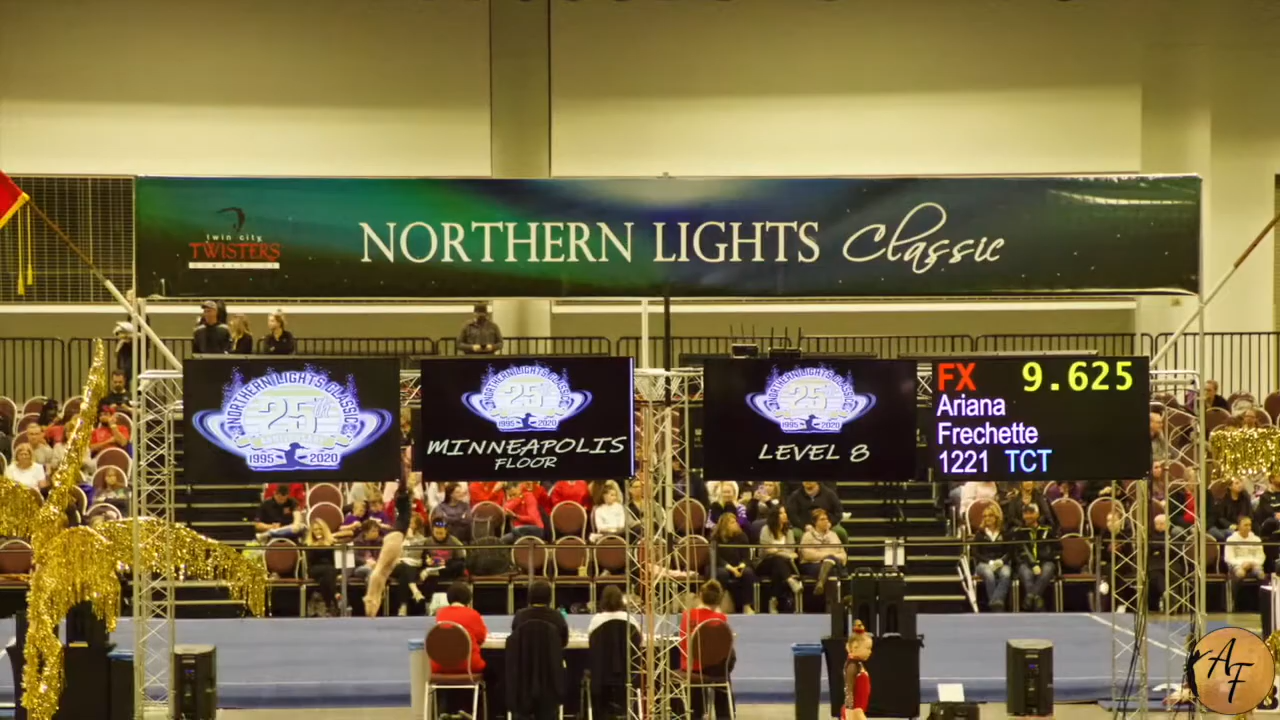 twin city
TWISTERS
NORTHERN LIGHTS Classic
NORTHERN LIGHTS CLASSIC
25th
ANNIVERSARY
1995 2020
NORTHERN LIGHTS CLASSIC
25th
1995 2020
MINNEAPOLIS
FLOOR
NORTHERN LIGHTS CLASSIC
25th
1995 2020
LEVEL 8
FX 9.625
Ariana
Frechette
1221 TCT
AF